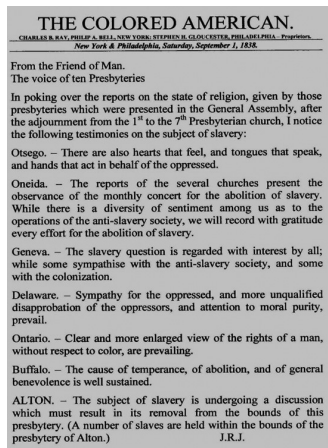 THE COLORED AMERICAN.
CHARLES B. RAY, PHILIP A. BELL, NEW YORK: STEPHEN H. GLOUCESTER, PHILADELPHIA – Proprietors.
New York & Philadelphia, Saturday, September 1, 1838.
From the Friend of Man.
The voice of ten Presbyteries
In poking over the reports on the state of religion, given by those
presbyteries which were presented in the General Assembly, after
the adjournment from the 1st to the 7th Presbyterian church, I notice
the following testimonies on the subject of slavery:
Otsego. – There are also hearts that feel, and tongues that speak,
and hands that act in behalf of the oppressed.
Oneida. – The reports of the several churches present the
observance of the monthly concert for the abolition of slavery.
While there is a diversity of sentiment among us as to the
operations of the anti-slavery society, we will record with gratitude
every effort for the abolition of slavery.
Geneva. – The slavery question is regarded with interest by all;
while some sympathise with the anti-slavery society, and some
with the colonization.
Delaware. – Sympathy for the oppressed, and more unqualified
disapprobation of the oppressors, and attention to moral purity,
prevail.
Ontario. – Clear and more enlarged view of the rights of a man,
without respect to color, are prevailing.
Buffalo. – The cause of temperance, of abolition, and of general
benevolence is well sustained.
ALTON. – The subject of slavery is undergoing a discussion
which must result in its removal from the bounds of this
presbytery. (A number of slaves are held within the bounds of the
presbytery of Alton.) J.R.J.